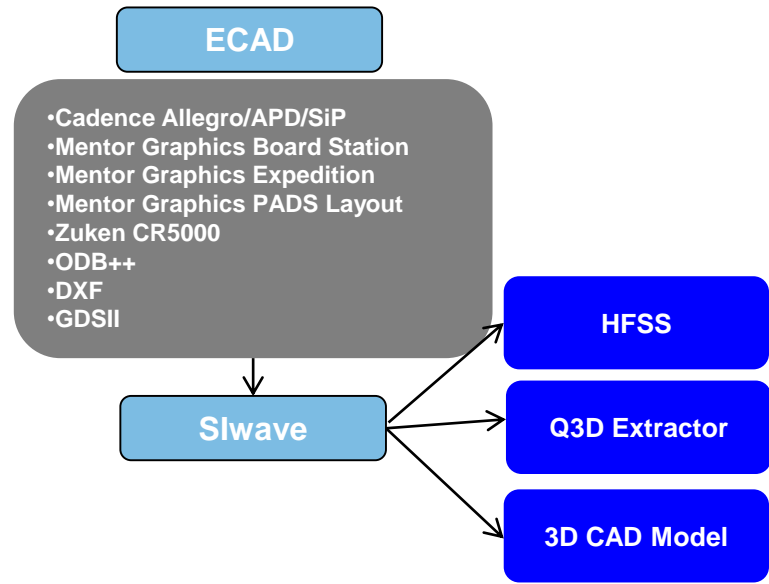 ECAD
•Cadence Allegro/APD/SiP
•Mentor Graphics Board Station
•Mentor Graphics Expedition
•Mentor Graphics PADS Layout
•Zuken CR5000
•ODB++
•DXF
•GDSII
HFSS
SIwave
Q3D Extractor
3D CAD Model